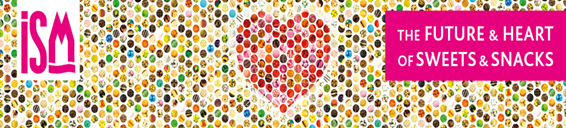 ism
THE FUTURE & HEART
OF SWEETS & SNACKS